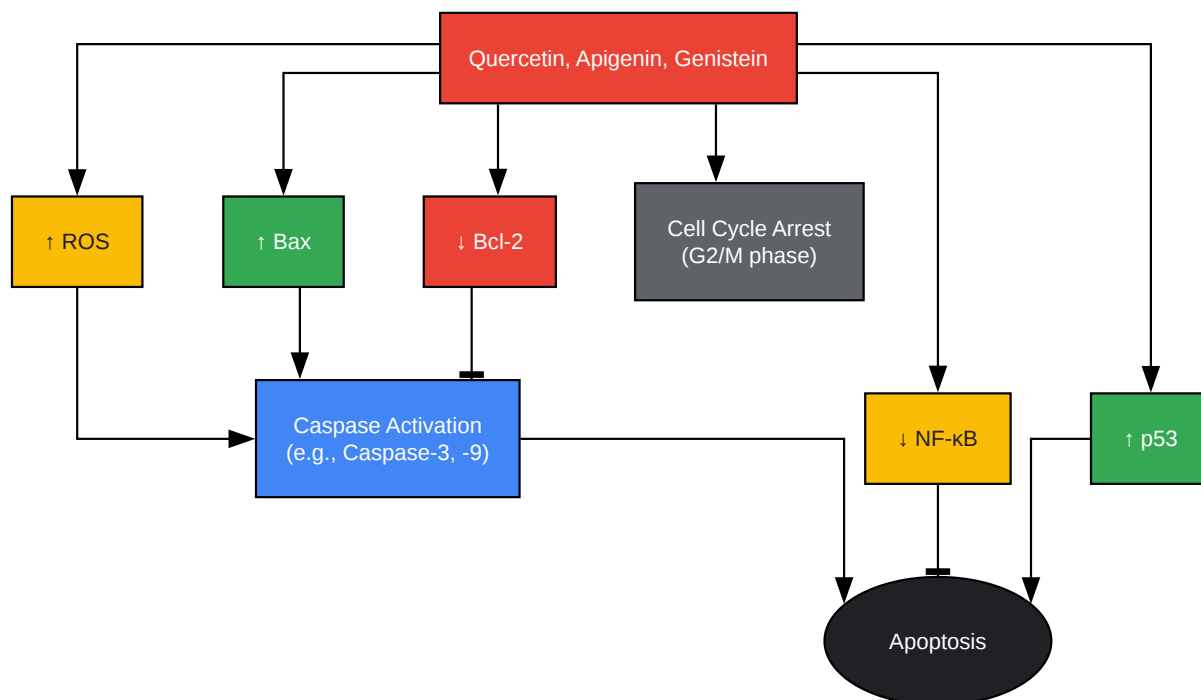 Quercetin, Apigenin, Genistein
↑ ROS
↑ Bax
↓ Bcl-2
Cell Cycle Arrest
(G2/M phase)
Caspase Activation
(e.g., Caspase-3, -9)
↓ NF-κB
↑ p53
Apoptosis